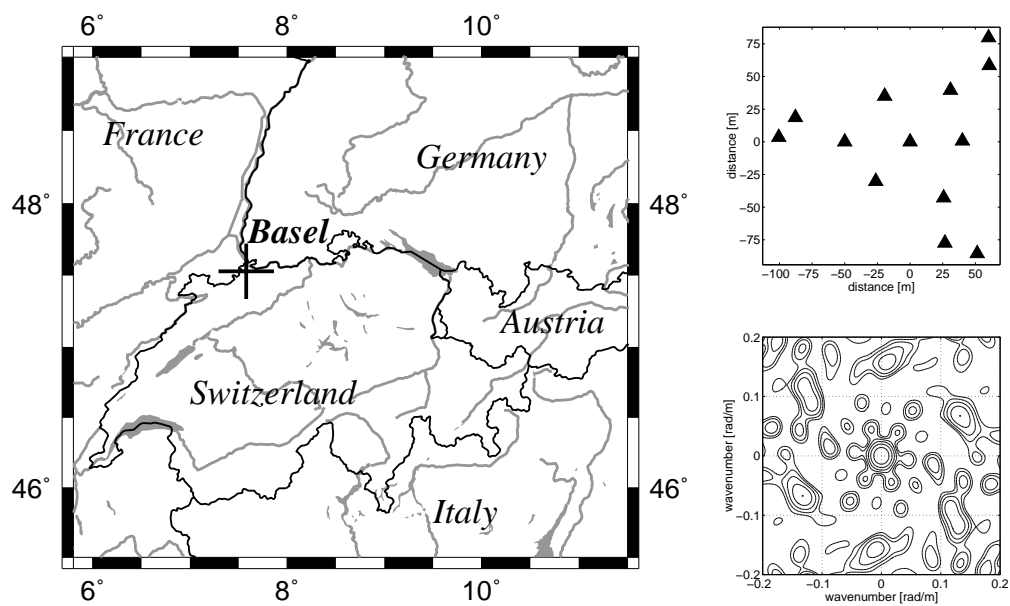 6˚ 8˚ 10˚
48˚ 48˚
46˚ 46˚
6˚ 8˚ 10˚
France
Germany
Basel
Austria
Switzerland
Italy
75
50
25
0
−25
−50
−75
distance [m]
−100 −75 −50 −25 0 25 50
distance [m]
0.2
0.1
0
−0.1
−0.2
wavenumber [rad/m]
−0.2 −0.1 0 0.1 0.2
wavenumber [rad/m]